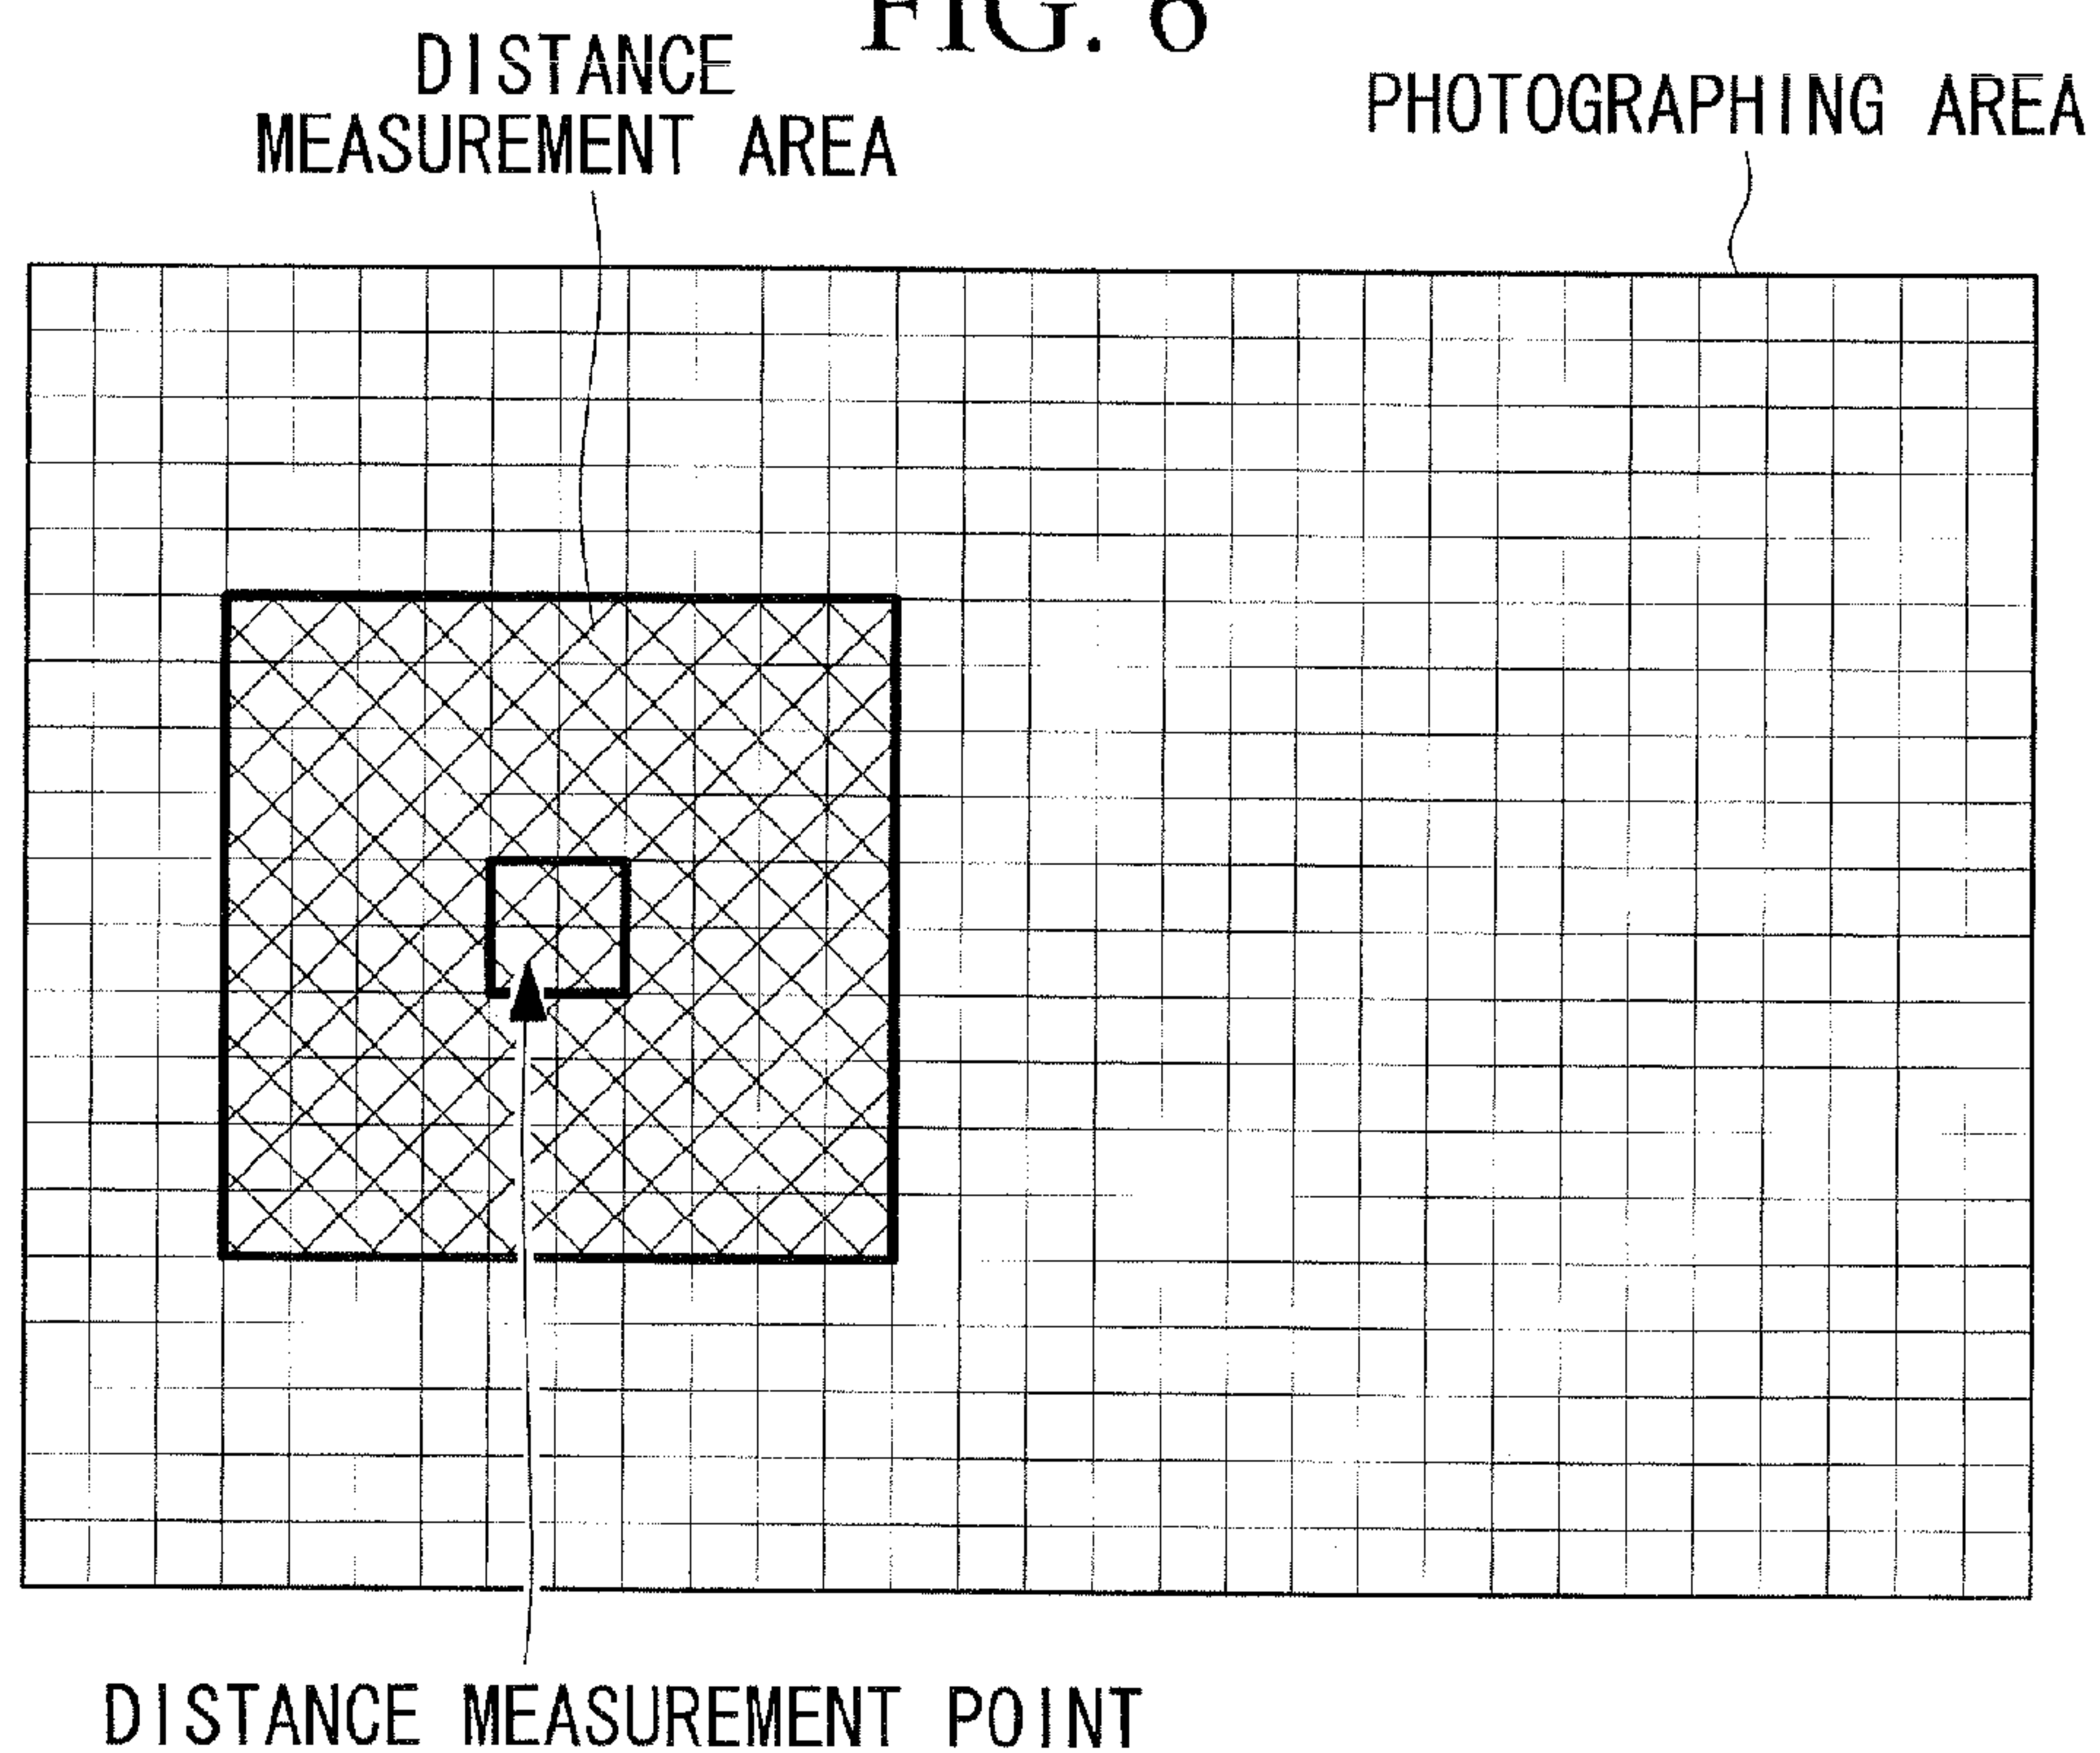 FIG. 6
DISTANCE
MEASUREMENT AREA
PHOTOGRAPHING AREA
DISTANCE MEASUREMENT POINT